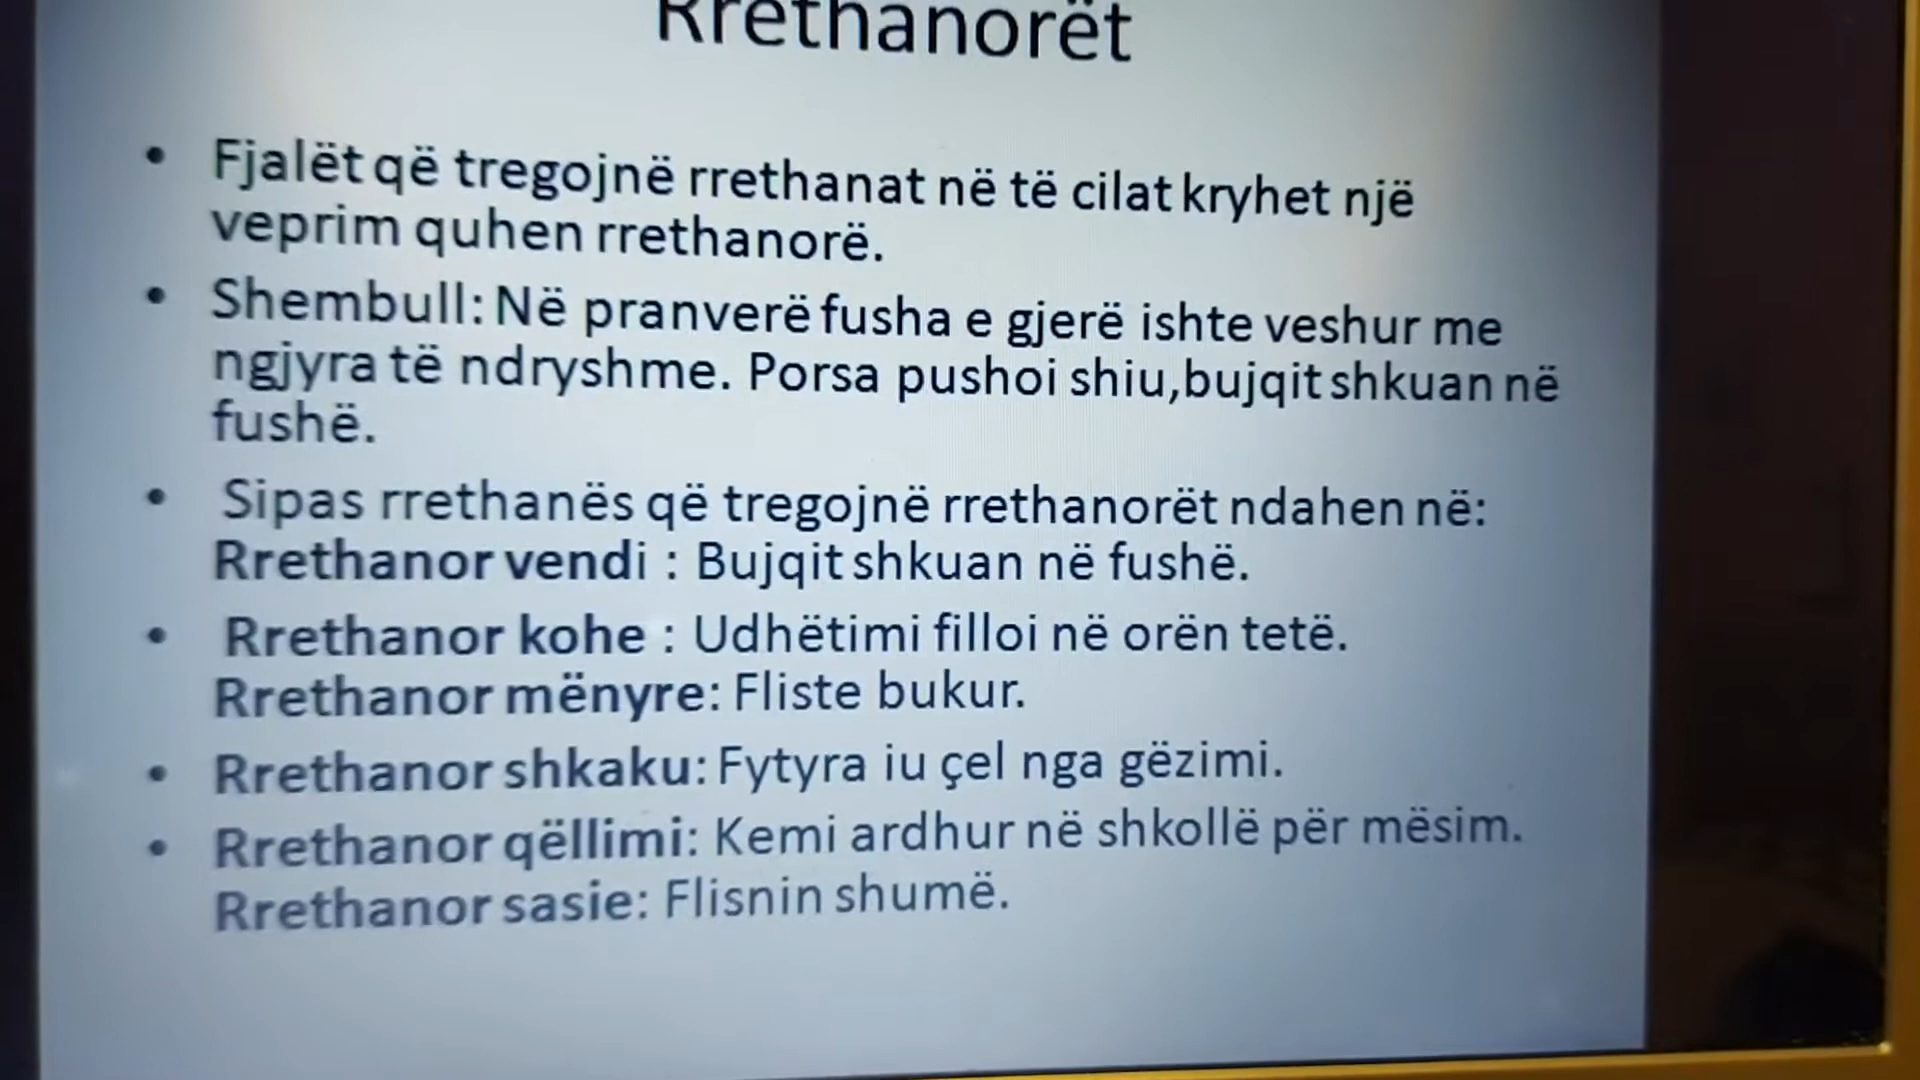 Rrethanorët
• Fjalët që tregojnë rrethanat në të cilat kryhet një
veprim quhen rrethanorë.
• Shembull: Në pranverë fusha e gjerë ishte veshur me
ngjyra të ndryshme. Porsa pushoi shiu,bujqit shkuan në
fushë.
• Sipas rrethanës që tregojnë rrethanorët ndahen në:
Rrethanor vendi : Bujqit shkuan në fushë.
• Rrethanor kohe : Udhëtimi filloi në orën tetë.
Rrethanor mënyre: Fliste bukur.
• Rrethanor shkaku: Fytyra iu çel nga gëzimi.
• Rrethanor qëllimi: Kemi ardhur në shkollë për mësim.
Rrethanor sasie: Flisnin shumë.